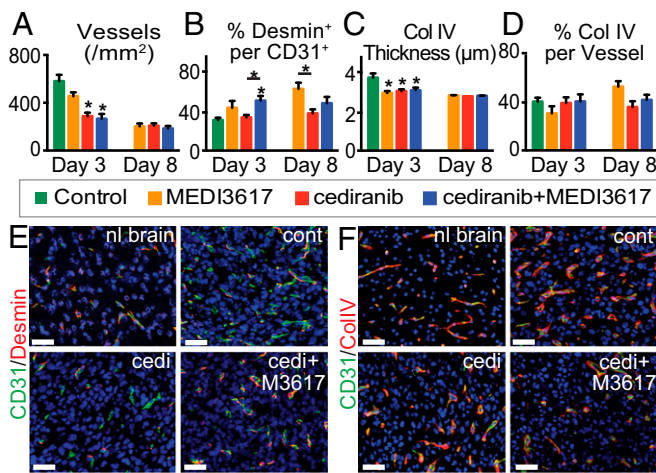 A
Vessels
(/mm²)
800
400
0
* *
Day 3
Day 8
B
% Desmin⁺
per CD31⁺
80
40
0
*
*
*
Day 3
Day 8
C
Col IV
Thickness (µm)
4
2
0
* * *
Day 3
Day 8
D
% Col IV
per Vessel
80
40
0
Day 3
Day 8
Control MEDI3617 cediranib cediranib+MEDI3617
E
CD31/Desmin
nl brain
cont
cedi
cedi+
M3617
F
CD31/ColIV
nl brain
cont
cedi
cedi+
M3617